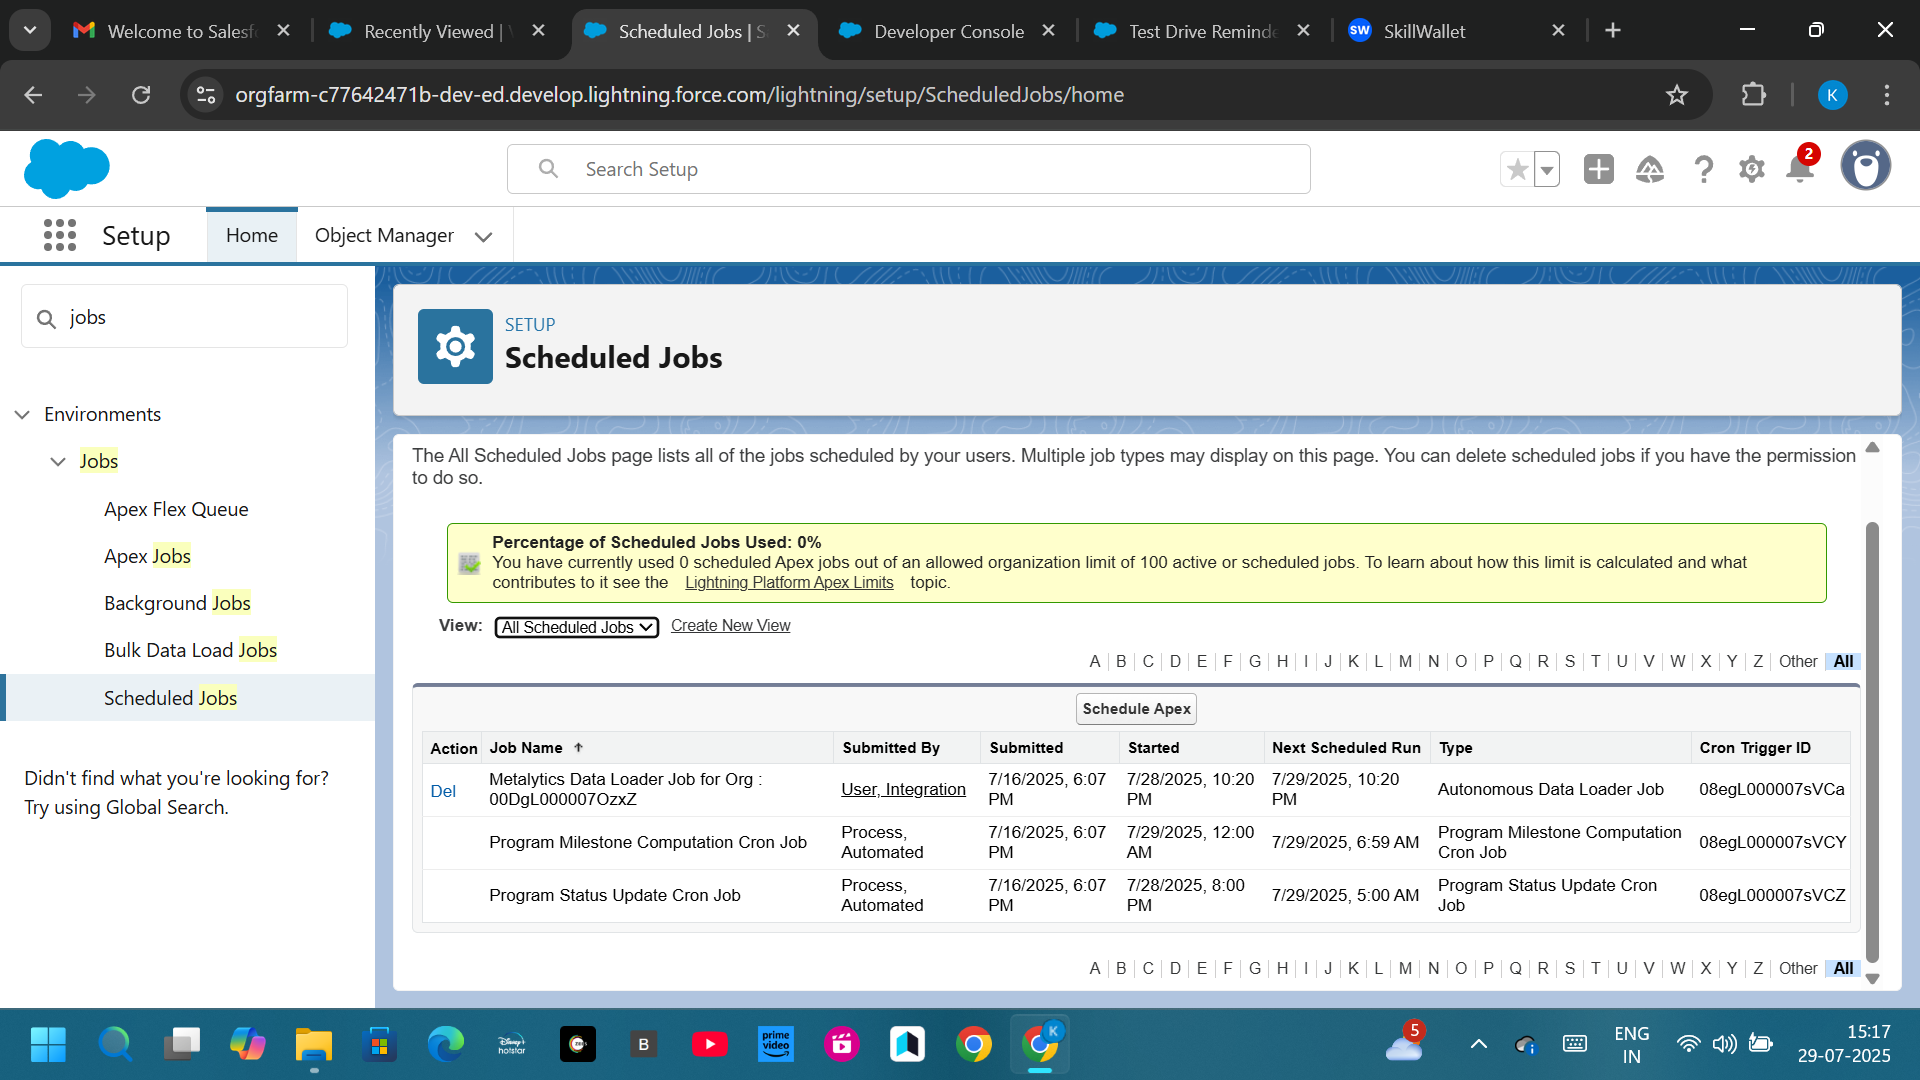 Welcome to Salesf
Recently Viewed |
Scheduled Jobs | S
Developer Console
Test Drive Reminde
SW SkillWallet
orgfarm-c77642471b-dev-ed.develop.lightning.force.com/lightning/setup/ScheduledJobs/home
K
Search Setup
2
Setup
Home
Object Manager
jobs
Environments
Jobs
Apex Flex Queue
Apex Jobs
Background Jobs
Bulk Data Load Jobs
Scheduled Jobs
Didn't find what you're looking for?
Try using Global Search.
SETUP
Scheduled Jobs
The All Scheduled Jobs page lists all of the jobs scheduled by your users. Multiple job types may display on this page. You can delete scheduled jobs if you have the permission
to do so.
Percentage of Scheduled Jobs Used: 0%
You have currently used 0 scheduled Apex jobs out of an allowed organization limit of 100 active or scheduled jobs. To learn about how this limit is calculated and what
contributes to it see the Lightning Platform Apex Limits topic.
View: All Scheduled Jobs Create New View
A B C D E F G H I J K L M N O P Q R S T U V W X Y Z Other All
Schedule Apex
Action Job Name Submitted By Submitted Started Next Scheduled Run Type Cron Trigger ID
Del Metalytics Data Loader Job for Org : 00DgL000007OzxZ User, Integration 7/16/2025, 6:07 PM 7/28/2025, 10:20 PM 7/29/2025, 10:20 PM Autonomous Data Loader Job 08egL000007sVCa
Program Milestone Computation Cron Job Process, Automated 7/16/2025, 6:07 PM 7/29/2025, 12:00 AM 7/29/2025, 6:59 AM Program Milestone Computation Cron Job 08egL000007sVCY
Program Status Update Cron Job Process, Automated 7/16/2025, 6:07 PM 7/28/2025, 8:00 PM 7/29/2025, 5:00 AM Program Status Update Cron Job 08egL000007sVCZ
A B C D E F G H I J K L M N O P Q R S T U V W X Y Z Other All
hotstar
B
prime video
K
5
ENG
IN
15:17
29-07-2025